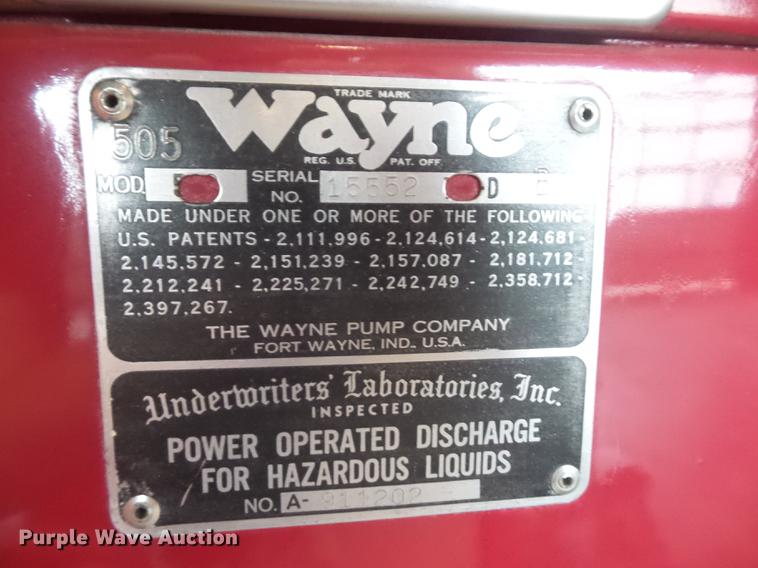 TRADE MARK
Wayne
505
REG. U.S. PAT. OFF.
MOD. 5 SERIAL NO. 15552 D B
MADE UNDER ONE OR MORE OF THE FOLLOWING
U.S. PATENTS - 2,111,996 - 2,124,614 - 2,124,681 -
2,145,572 - 2,151,239 - 2,157,087 - 2,181,712 -
2,212,241 - 2,225,271 - 2,242,749 - 2,358,712 -
2,397,267.
THE WAYNE PUMP COMPANY
FORT WAYNE, IND., U.S.A.
Underwriters' Laboratories, Inc.
INSPECTED
POWER OPERATED DISCHARGE
FOR HAZARDOUS LIQUIDS
NO. A- 911202
Purple Wave Auction